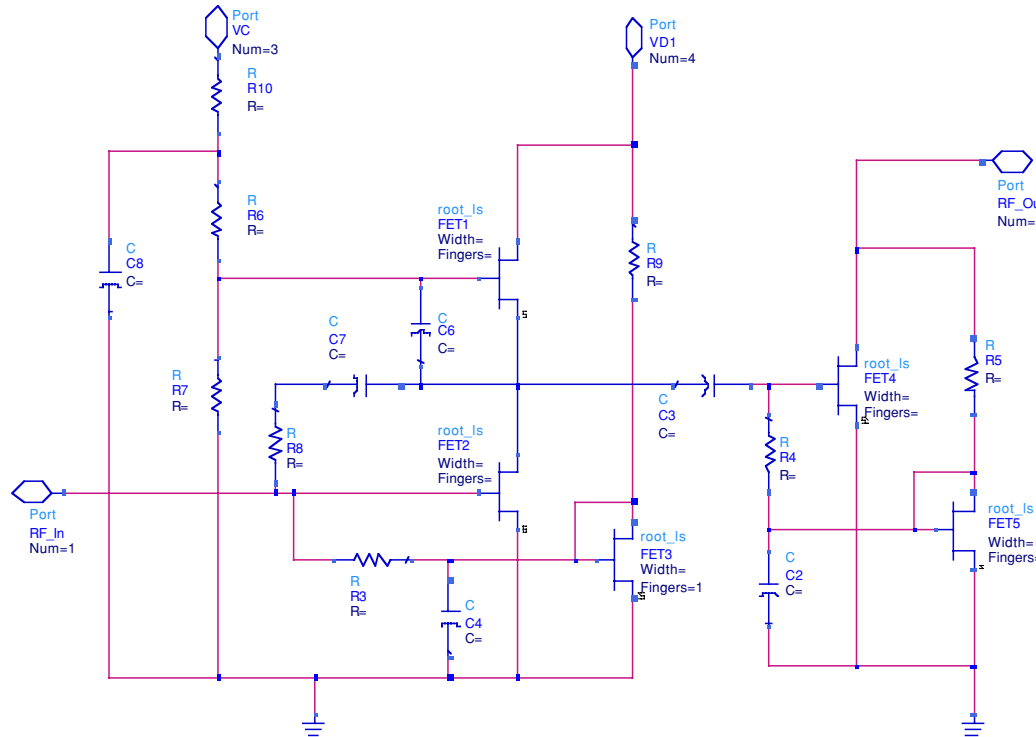 Port
VC
Num=3
Port
VD1
Num=4
R
R10
R=
R
R6
R=
C
C8
C=
root_ls
FET1
Width=
Fingers=
R
R9
R=
Port
RF_Ou
Num=
C
C7
C=
C
C6
C=
R
R7
R=
R
R8
R=
root_ls
FET2
Width=
Fingers=
C
C3
C=
root_ls
FET4
Width=
Fingers=
R
R5
R=
R
R4
R=
Port
RF_In
Num=1
R
R3
R=
C
C4
C=
root_ls
FET3
Width=
Fingers=1
C
C2
C=
root_ls
FET5
Width=
Fingers=